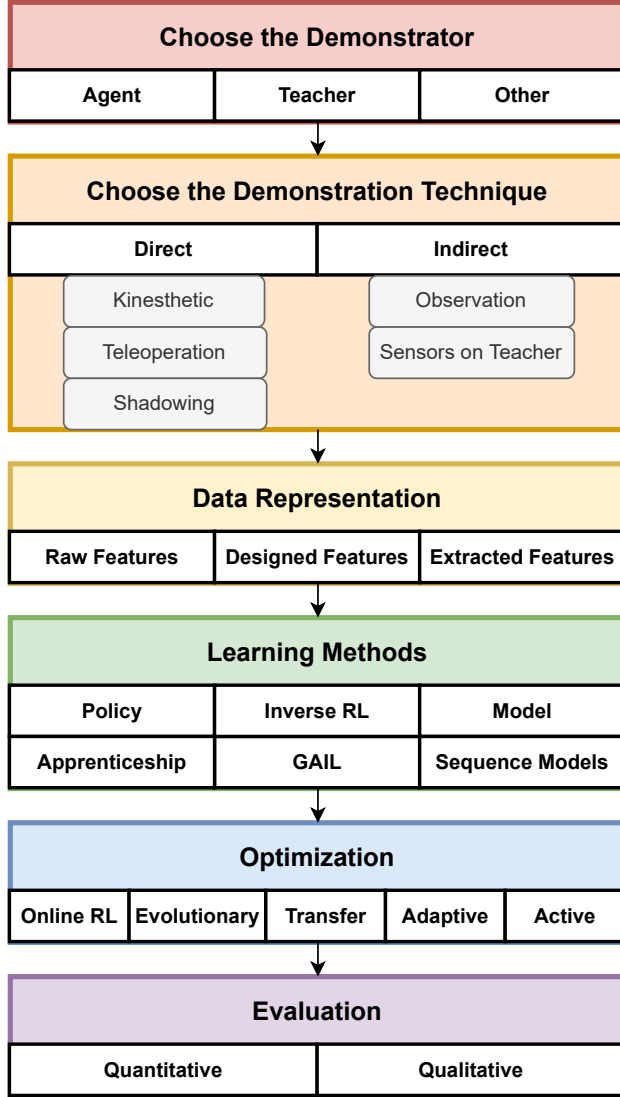 Choose the Demonstrator
Agent Teacher Other
Choose the Demonstration Technique
Direct Indirect
Kinesthetic Observation
Teleoperation Sensors on Teacher
Shadowing
Data Representation
Raw Features Designed Features Extracted Features
Learning Methods
Policy Inverse RL Model
Apprenticeship GAIL Sequence Models
Optimization
Online RL Evolutionary Transfer Adaptive Active
Evaluation
Quantitative Qualitative